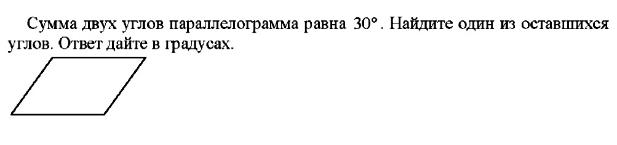 Сумма двух углов параллелограмма равна 30°. Найдите один из оставшихся
углов. Ответ дайте в градусах.